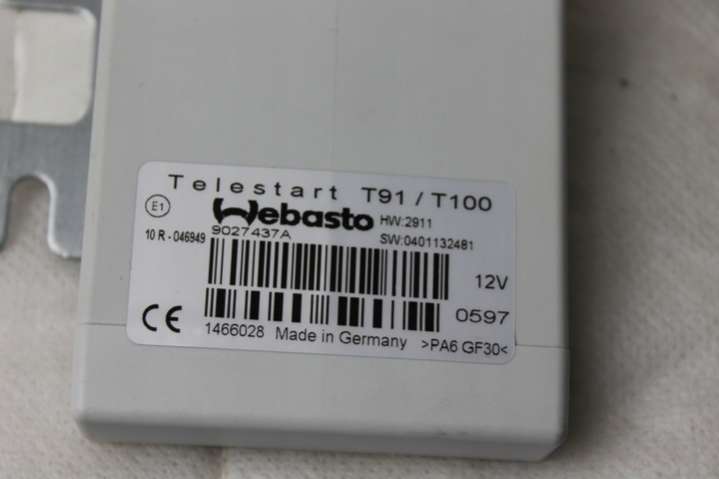 Telestart T91 / T100
E1
Webasto HW:2911
10 R - 046949 9027437A SW:0401132481
12V
0597
CE 1466028 Made in Germany >PA6 GF30<